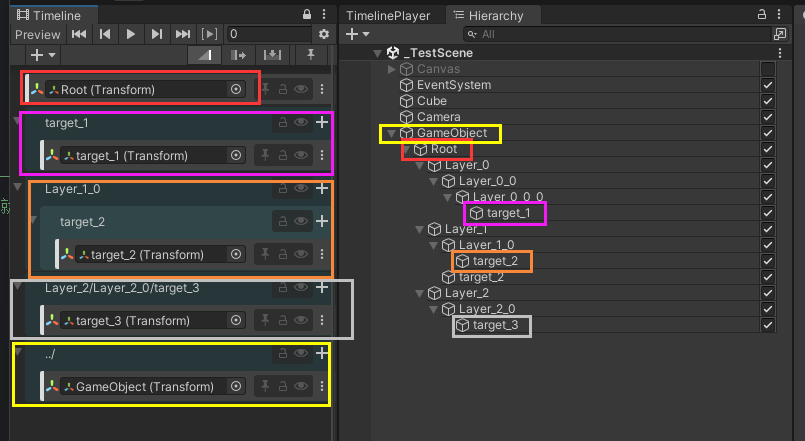 Timeline
Preview
0
Root (Transform)
target_1
target_1 (Transform)
Layer_1_0
target_2
target_2 (Transform)
Layer_2/Layer_2_0/target_3
target_3 (Transform)
../
GameObject (Transform)
TimelinePlayer
Hierarchy
All
_TestScene
Canvas
EventSystem
Cube
Camera
GameObject
Root
Layer_0
Layer_0_0
Layer_0_0_0
target_1
Layer_1
Layer_1_0
target_2
target_2
Layer_2
Layer_2_0
target_3